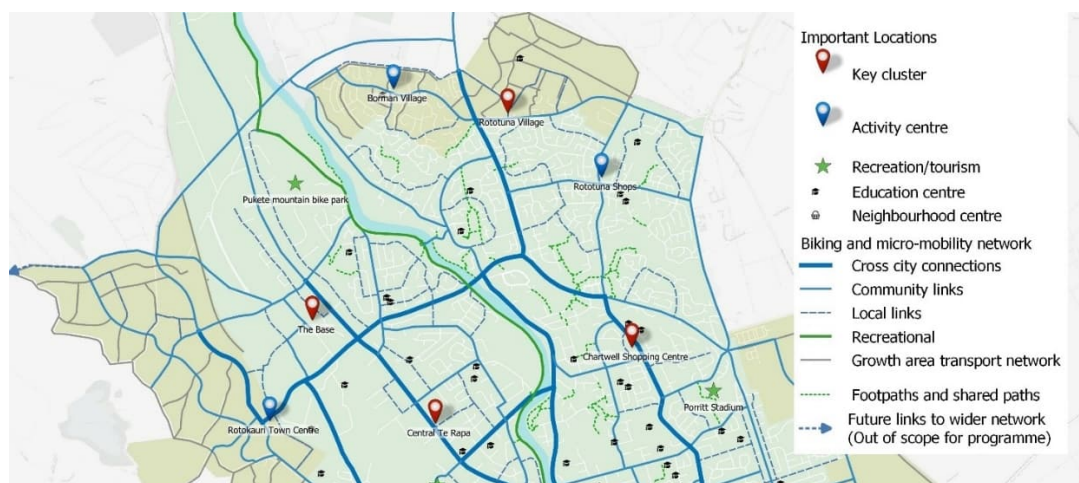 Borman Village
Rototuna Village
Rototuna Shops
Pukete mountain bike park
The Base
Chartwell Shopping Centre
Porritt Stadium
Rotokauri Town Centre
Central Te Rapa
Important Locations
Key cluster
Activity centre
Recreation/tourism
Education centre
Neighbourhood centre
Biking and micro-mobility network
Cross city connections
Community links
Local links
Recreational
Growth area transport network
Footpaths and shared paths
Future links to wider network
(Out of scope for programme)